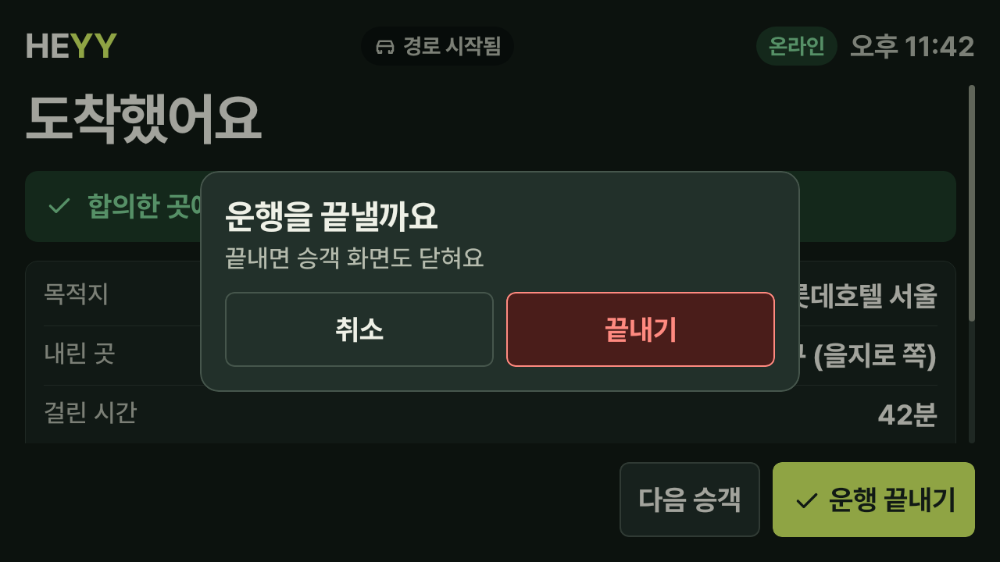 HEYY
경로 시작됨
온라인
오후 11:42
도착했어요
합의한
운행을 끝낼까요
끝내면 승객 화면도 닫혀요
취소
끝내기
목적지
롯데호텔 서울
내린 곳
(을지로 쪽)
걸린 시간
42분
다음 승객
운행 끝내기